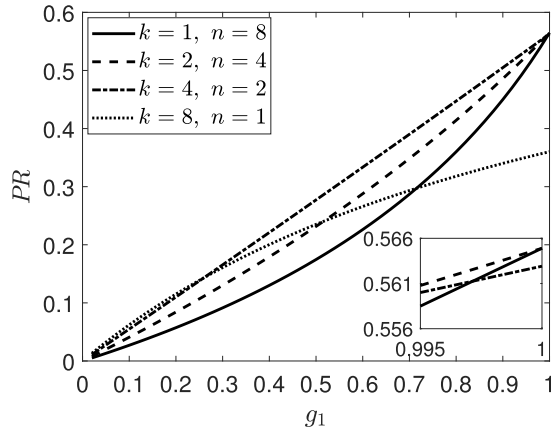 0.6
0.5
0.4
0.3
0.2
0.1
0
PR
k = 1, n = 8
k = 2, n = 4
k = 4, n = 2
k = 8, n = 1
0.566
0.561
0.556
0,995 1
0 0.1 0.2 0.3 0.4 0.5 0.6 0.7 0.8 0.9 1
g1